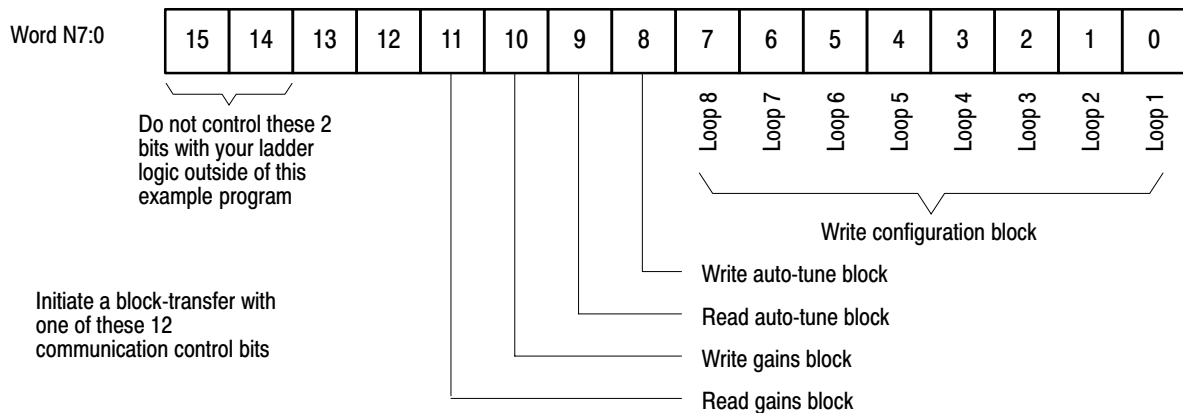 Word N7:0
15 14 13 12 11 10 9 8 7 6 5 4 3 2 1 0
Loop 8
Loop 7
Loop 6
Loop 5
Loop 4
Loop 3
Loop 2
Loop 1
Do not control these 2
bits with your ladder
logic outside of this
example program
Write configuration block
Write auto-tune block
Read auto-tune block
Write gains block
Read gains block
Initiate a block-transfer with
one of these 12
communication control bits